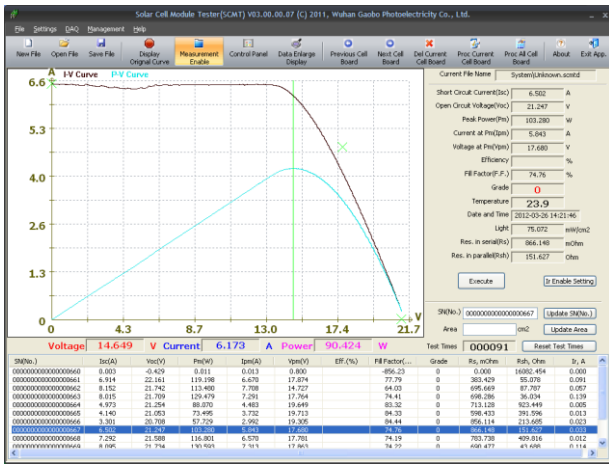 Solar Cell Module Tester(SCMT) V03.00.00.07 (C) 2011, Wuhan Gaobo Photoelectricity Co., Ltd.
File Settings DAQ Management Help
New File Open File Save File Display Orignal Curve Measurement Enable Control Panel Data Enlarge Display Previous Cell Board Next Cell Board Del Current Cell Board Proc Current Cell Board Proc All Cell Board About Exit App.
A I-V Curve P-V Curve
6.6
5.3
4.0
2.6
1.3
0
0 4.3 8.7 13.0 17.4 21.7
V
Current File Name System\Unknown.scmtd
Short Circuit Current(Isc) 6.502 A
Open Circuit Voltage(Voc) 21.247 V
Peak Power(Pm) 103.280 W
Current at Pm(Ipm) 5.843 A
Voltage at Pm(Vpm) 17.680 V
Efficiency %
Fill Factor(F.F.) 74.76 %
Grade 0
Temperature 23.9
Date and Time 2012-03-26 14:21:46
Light 75.072 mW/cm2
Res. in serial(Rs) 866.148 mOhm
Res. in parallel(Rsh) 151.627 Ohm
Execute Ir Enable Setting
SN(No.) 0000000000000000667 Update SN(No.)
Area cm2 Update Area
Voltage 14.649 V Current 6.173 A Power 90.424 W Test Times 000091 Reset Test Times
SN(No.) Isc(A) Voc(V) Pm(W) Ipm(A) Vpm(V) Eff.(%) Fill Factor(... Grade Rs, mOhm Rsh, Ohm Ir, A
0000000000000000660 0.003 -0.429 0.011 0.013 0.800 -856.23 0 0.000 16082.454 0.000
0000000000000000661 6.914 22.161 119.198 6.670 17.874 77.79 0 383.429 55.078 0.091
0000000000000000662 8.152 21.742 113.480 7.708 14.727 64.03 0 695.669 87.787 0.057
0000000000000000663 8.015 21.709 129.479 7.291 17.764 74.41 0 698.286 36.034 0.139
0000000000000000664 4.973 21.254 88.070 4.483 19.649 83.32 0 713.128 923.449 0.005
0000000000000000665 4.140 21.053 73.495 3.732 19.713 84.33 0 598.433 391.596 0.013
0000000000000000666 3.301 20.708 57.729 2.992 19.305 84.44 0 856.114 213.685 0.023
0000000000000000667 6.502 21.247 103.280 5.843 17.680 74.76 0 866.148 151.627 0.033
0000000000000000668 7.292 21.588 116.801 6.570 17.781 74.19 0 783.738 409.816 0.012